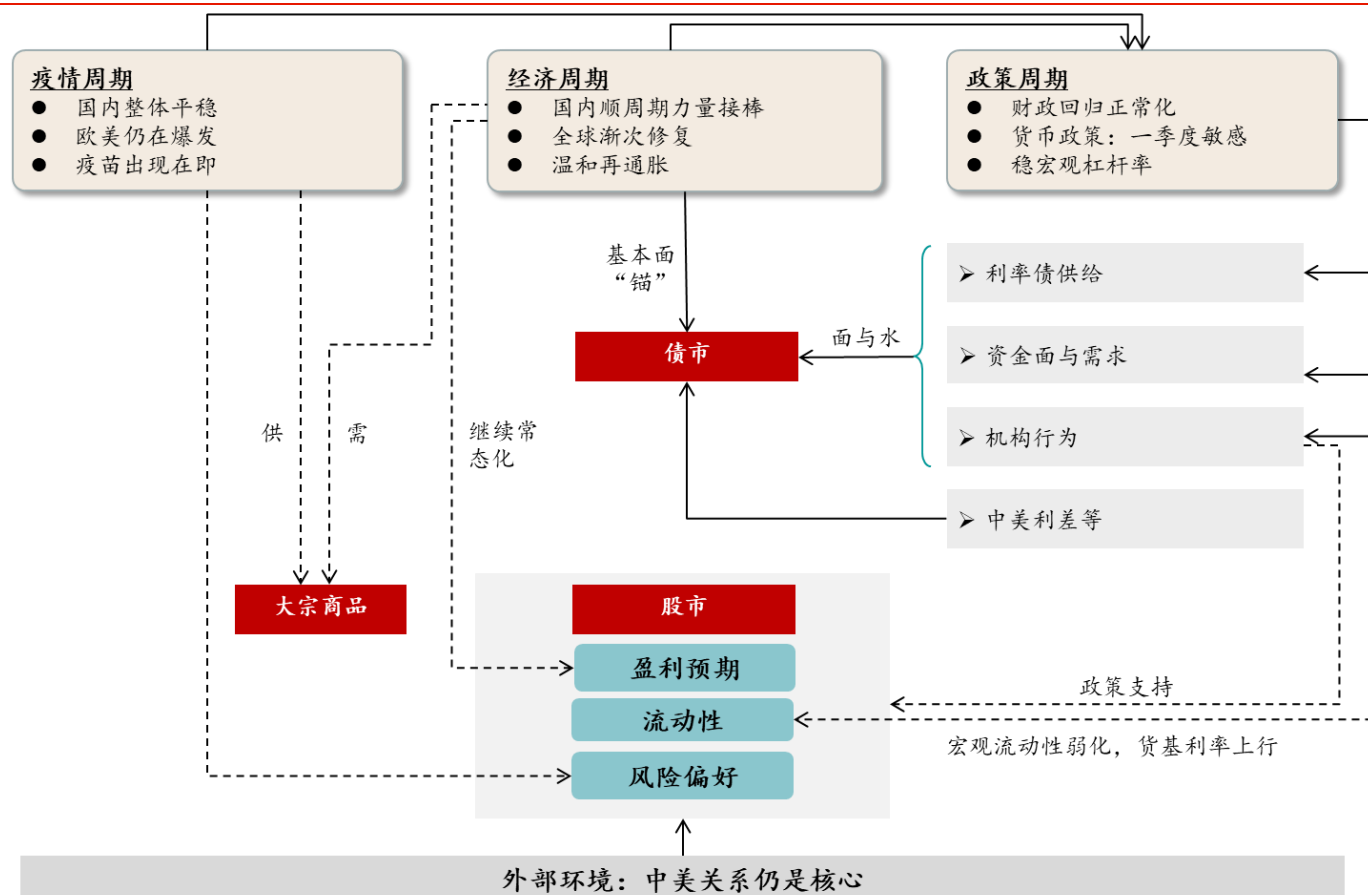 疫情周期
● 国内整体平稳
● 欧美仍在爆发
● 疫苗出现在即
经济周期
● 国内顺周期力量接棒
● 全球渐次修复
● 温和再通胀
政策周期
● 财政回归正常化
● 货币政策：一季度敏感
● 稳宏观杠杆率
基本面
“锚”
➢ 利率债供给
债市
面与水
➢ 资金面与需求
供
需
继续常
态化
➢ 机构行为
➢ 中美利差等
大宗商品
股市
盈利预期
流动性
风险偏好
政策支持
宏观流动性弱化，货基利率上行
外部环境：中美关系仍是核心